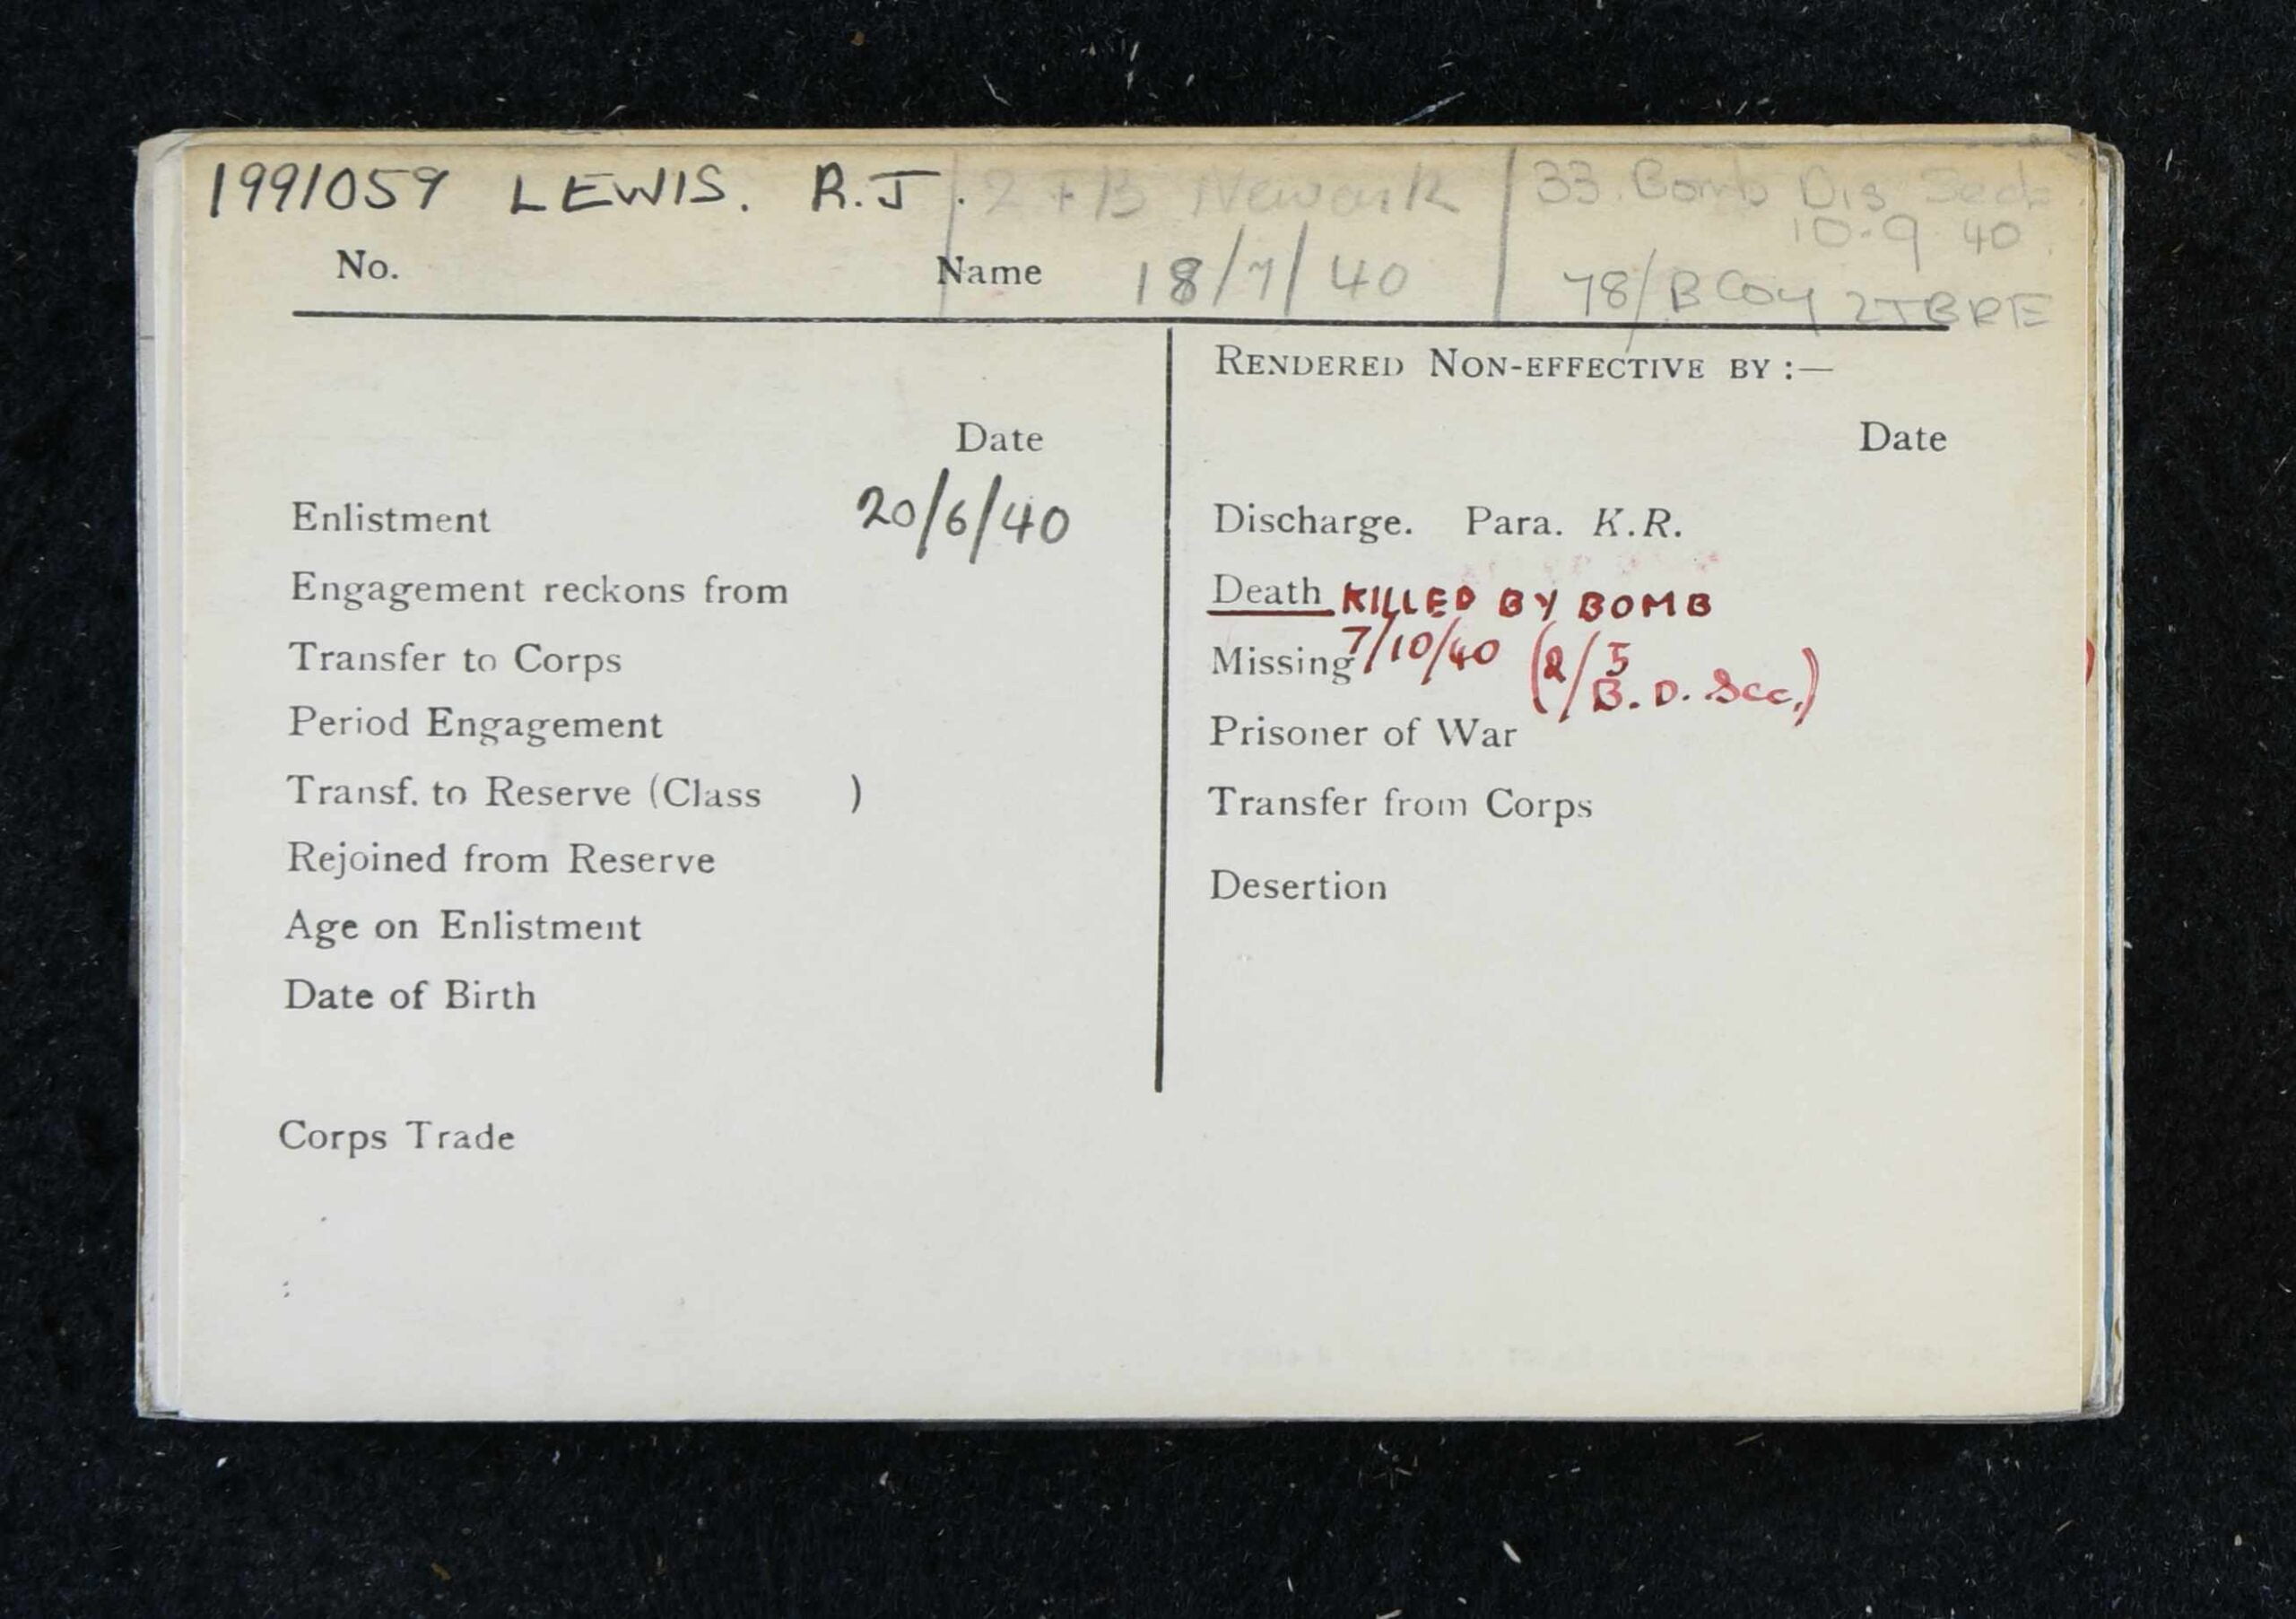 1991059 LEWIS. R.J. 2TB Newark 33. Bomb Dis Sect.
10.9.40
No. Name 18/7/40 78/B Coy 2TBRE
RENDERED NON-EFFECTIVE BY :—
Date Date
Enlistment 20/6/40 Discharge. Para. K.R.
Engagement reckons from Death KILLED BY BOMB
Transfer to Corps Missing 7/10/40 (2/5
B.D. Sec.)
Period Engagement Prisoner of War
Transf. to Reserve (Class ) Transfer from Corps
Rejoined from Reserve Desertion
Age on Enlistment
Date of Birth
Corps Trade